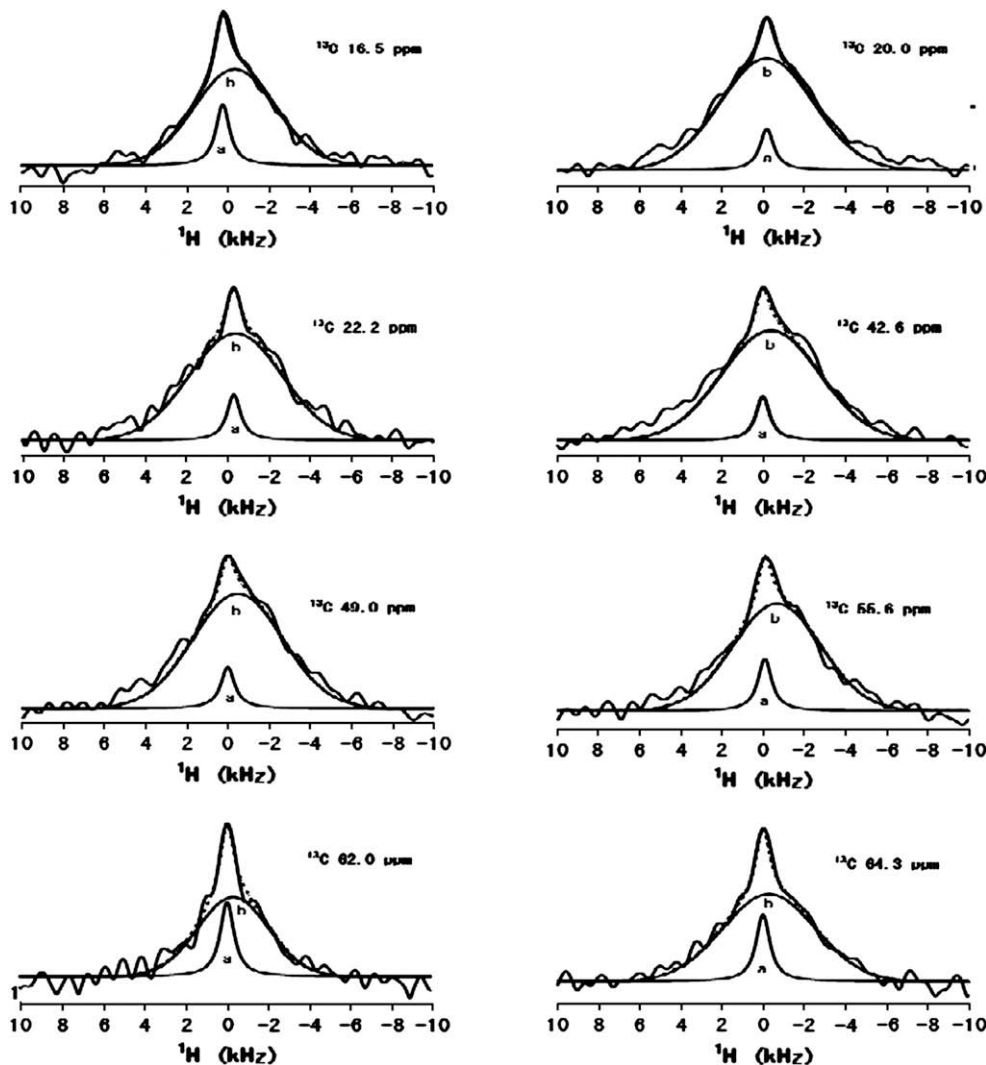 ¹³C 16.5 ppm
b
a
10 8 6 4 2 0 -2 -4 -6 -8 -10
¹H (kHz)
¹³C 20.0 ppm
b
a
10 8 6 4 2 0 -2 -4 -6 -8 -10
¹H (kHz)
¹³C 22.2 ppm
b
a
10 8 6 4 2 0 -2 -4 -6 -8 -10
¹H (kHz)
¹³C 42.6 ppm
b
a
10 8 6 4 2 0 -2 -4 -6 -8 -10
¹H (kHz)
¹³C 49.0 ppm
b
a
10 8 6 4 2 0 -2 -4 -6 -8 -10
¹H (kHz)
¹³C 55.6 ppm
b
a
10 8 6 4 2 0 -2 -4 -6 -8 -10
¹H (kHz)
¹³C 62.0 ppm
b
a
1
10 8 6 4 2 0 -2 -4 -6 -8 -10
¹H (kHz)
¹³C 64.3 ppm
b
a
10 8 6 4 2 0 -2 -4 -6 -8 -10
¹H (kHz)